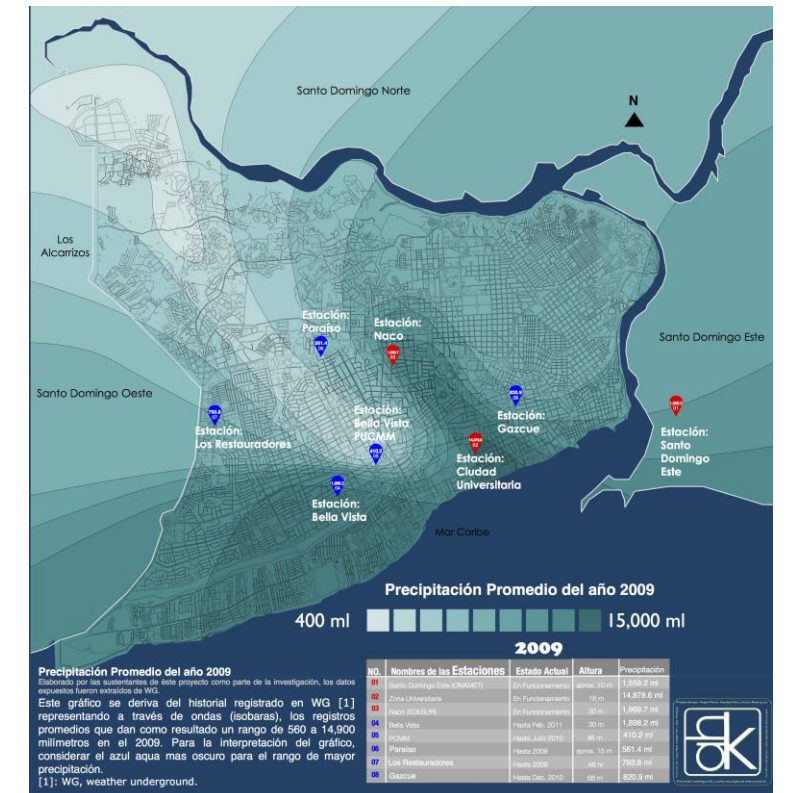 Santo Domingo Norte
N
Los
Alcarrizos
Estación:
Paraíso
Estación:
Naco
Santo Domingo Este
Santo Domingo Oeste
Estación:
Los Restauradores
Estación:
Bella Vista
PUCMM
Estación:
Gazcue
Estación:
Ciudad
Universitaria
Estación:
Santo
Domingo
Este
Estación:
Bella Vista
Mar Caribe
Precipitación Promedio del año 2009
400 ml 15,000 ml
2009
NO. Nombres de las Estaciones Estado Actual Altura Precipitación
01 Santo Domingo Este (ONAMET) En Funcionamiento aprox. 10 m 1,559.2 ml
02 Zona Universitaria En Funcionamiento 18 m 14,878.6 ml
03 Naco (EDESUR) En Funcionamiento 30 m 1,969.7 ml
04 Bella Vista Hasta Feb. 2011 30 m 1,898.2 ml
05 PCMM Hasta Julio 2010 46 m 410.2 ml
06 Paraíso Hasta 2009 aprox. 15 m 561.4 ml
07 Los Restauradores Hasta 2009 46 m 793.8 ml
08 Gazcue Hasta Dec. 2010 68 m 820.9 ml
Precipitación Promedio del año 2009
Elaborado por las sustentantes de éste proyecto como parte de la investigación, los datos
expuestos fueron extraídos de WG.
Este gráfico se deriva del historial registrado en WG [1]
representando a través de ondas (isobaras), los registros
promedios que dan como resultado un rango de 560 a 14,900
milímetros en el 2009. Para la interpretación del gráfico,
considerar el azul aqua mas oscuro para el rango de mayor
precipitación.
[1]: WG, weather underground.